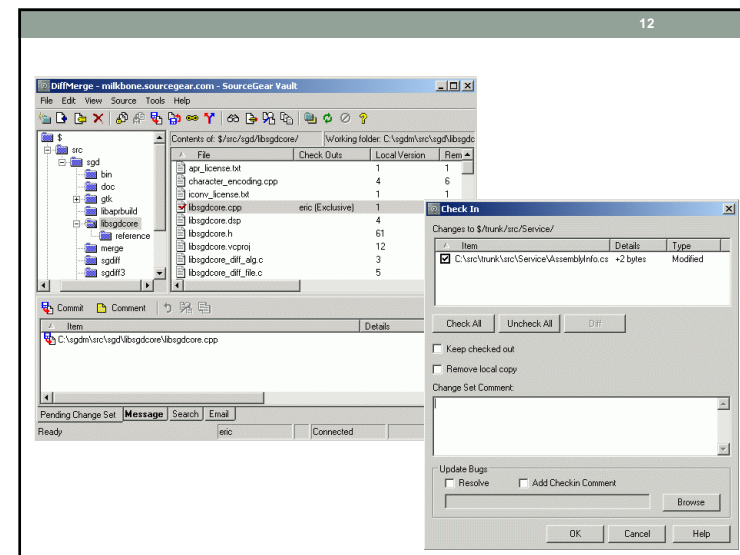 12
DiffMerge - milkbone.sourcegear.com - SourceGear Vault
File Edit View Source Tools Help
$
src
sgd
bin
doc
gtk
libaprbuild
libsgdcore
reference
merge
sgdiff
sgdiff3
Contents of: $/src/sgd/libsgdcore/ Working folder: C:\sgdm\src\sgd\libsgdc
File Check Outs Local Version Rem
apr_license.txt 1 1
character_encoding.cpp 4 6
iconv_license.txt 1 1
libsgdcore.cpp eric (Exclusive) 1
libsgdcore.dsp 4
libsgdcore.h 61
libsgdcore.vcproj 12
libsgdcore_diff_alg.c 3
libsgdcore_diff_file.c 5
Commit Comment
Item Details
C:\sgdm\src\sgd\libsgdcore\libsgdcore.cpp
Pending Change Set Message Search Email
Ready eric Connected
Check In
Changes to $/trunk/src/Service/
Item Details Type
C:\src\trunk\src\Service\AssemblyInfo.cs +2 bytes Modified
Check All Uncheck All Diff
Keep checked out
Remove local copy
Change Set Comment:
Update Bugs
Resolve Add Checkin Comment
Browse
OK Cancel Help